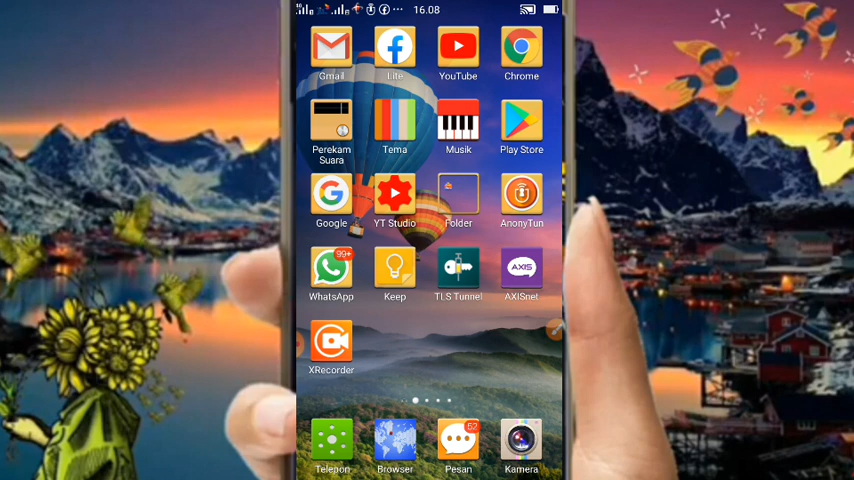 16.08
Gmail
Lite
YouTube
Chrome
Perekam
Suara
Tema
Musik
Play Store
Google
YT Studio
Folder
AnonyTun
99+
AXIS
WhatsApp
Keep
TLS Tunnel
AXISnet
XRecorder
52
Telepon
Browser
Pesan
Kamera